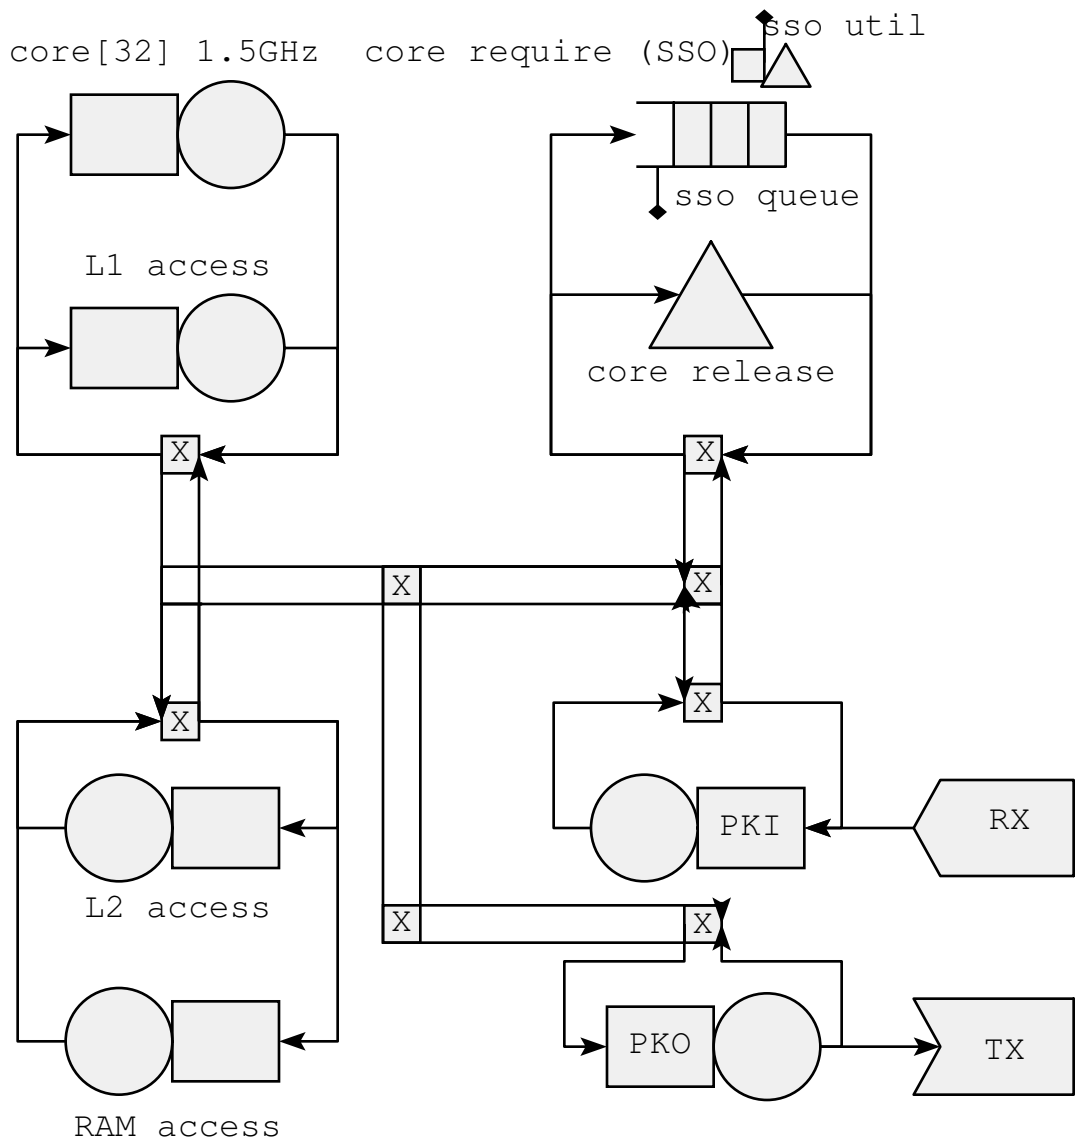 sso util
core[32] 1.5GHz
core require (SSO)
sso queue
L1 access
core release
X
X
X
X
X
X
X
PKI
RX
L2 access
X
X
PKO
TX
RAM access